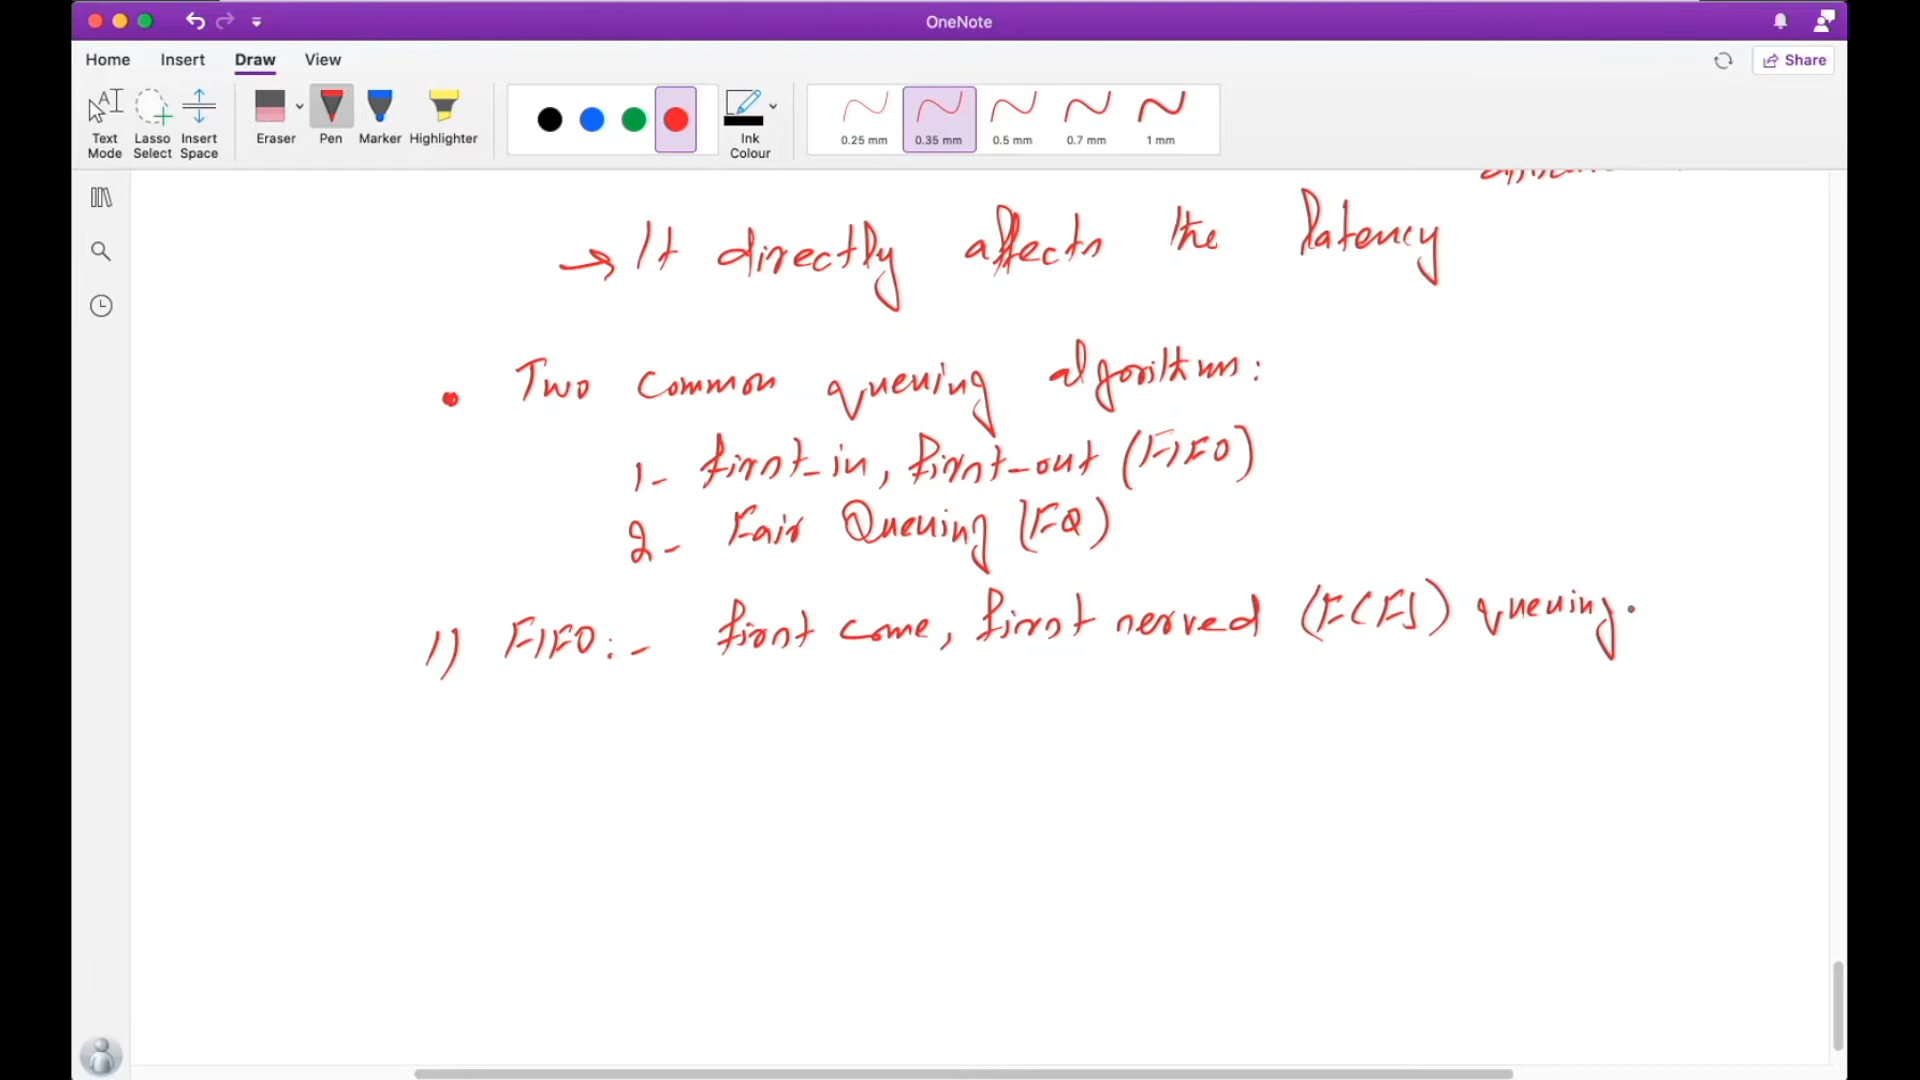 OneNote
Home Insert Draw View
Share
Text Mode
Lasso Select
Insert Space
Eraser
Pen
Marker
Highlighter
Ink Colour
0.25 mm
0.35 mm
0.5 mm
0.7 mm
1 mm
→ It directly affects the latency
• Two common queuing algorithms:
1- first-in, first-out (FIFO)
2- Fair Queuing (FQ)
1) FIFO:- first come, first served (FCFS) queuing.